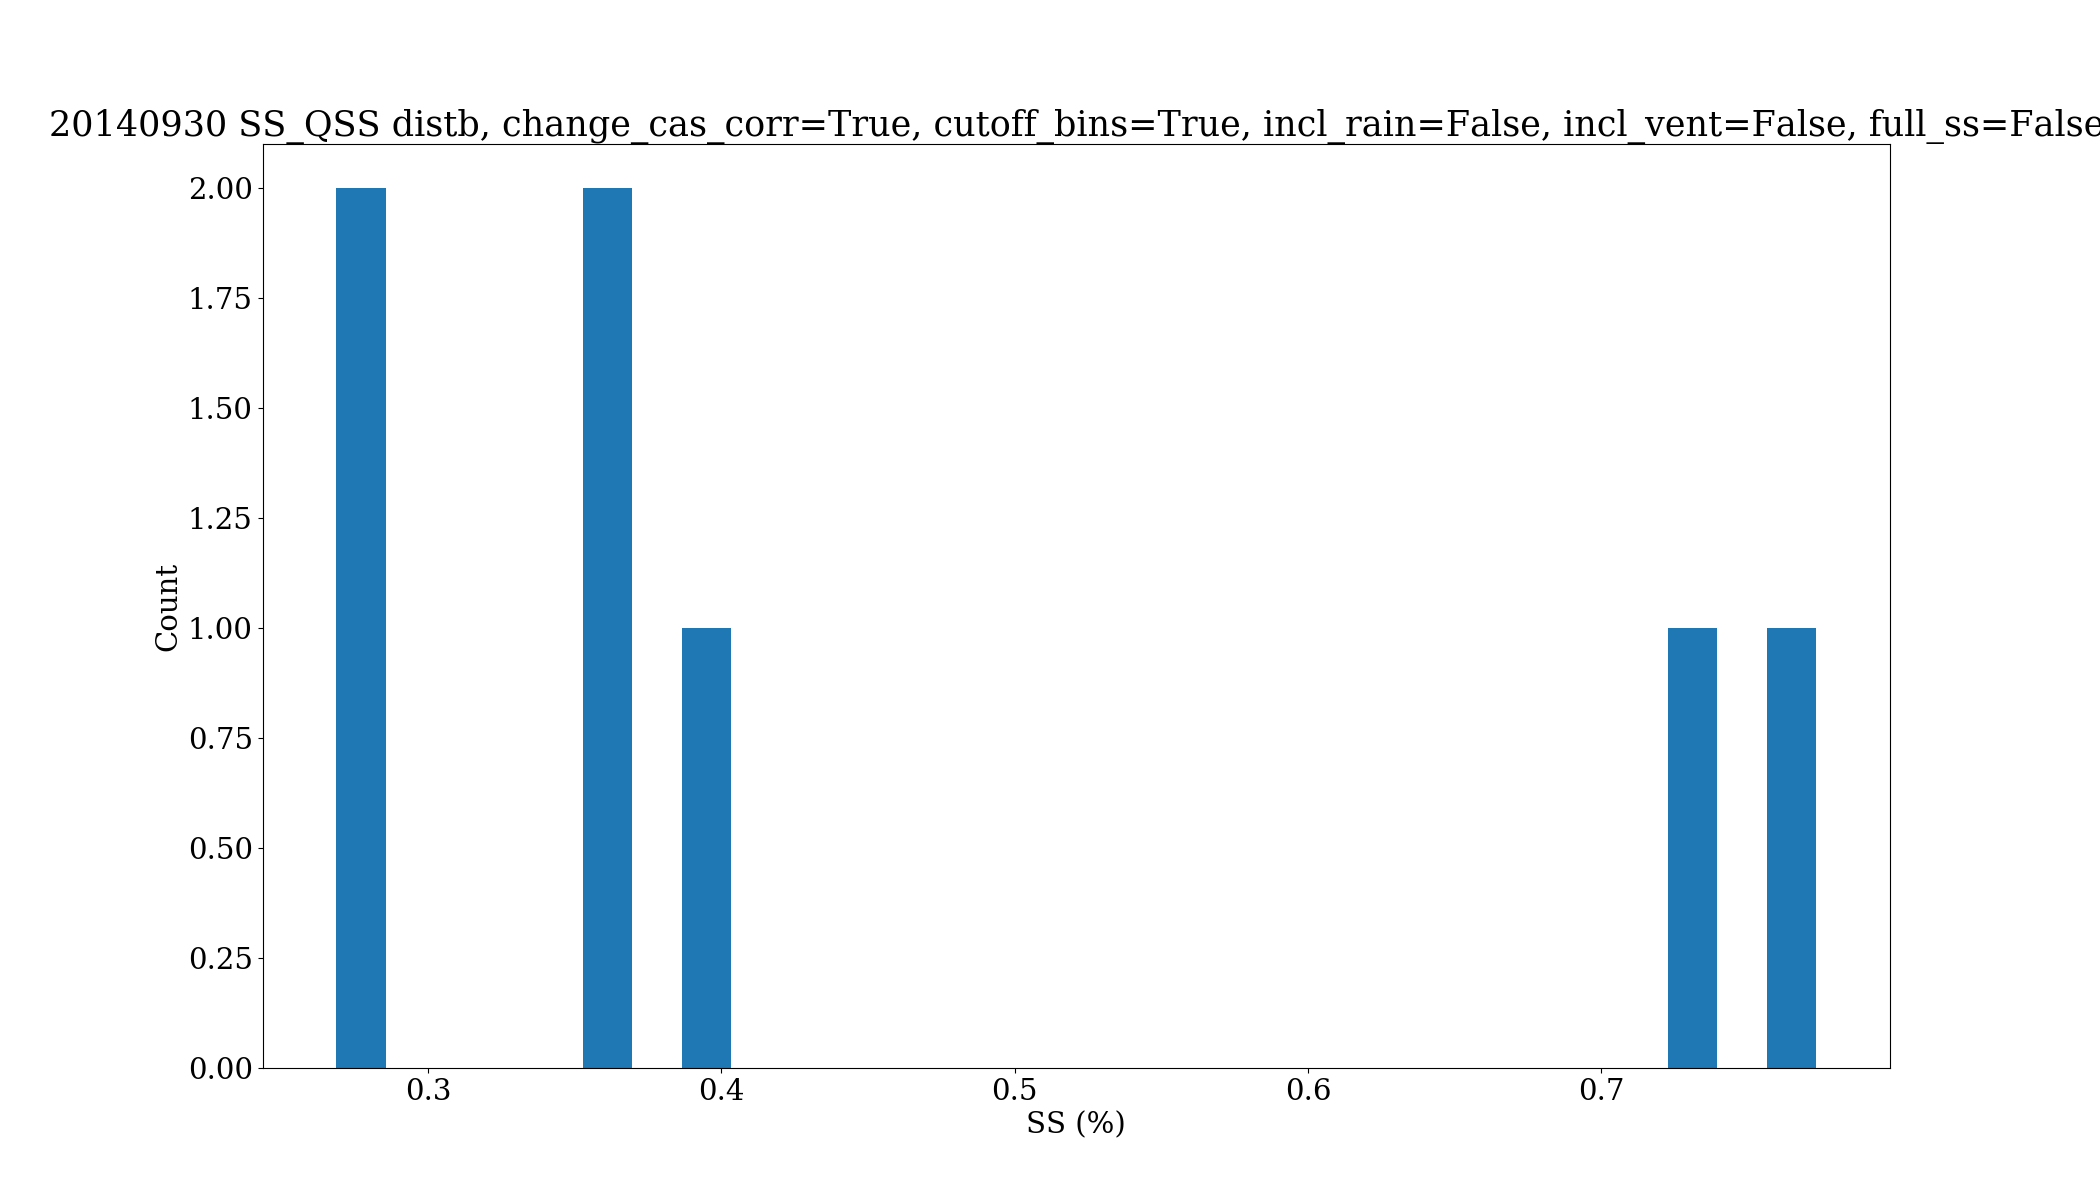 20140930 SS_QSS distb, change_cas_corr=True, cutoff_bins=True, incl_rain=False, incl_vent=False, full_ss=False
2.00
1.75
1.50
1.25
1.00
0.75
0.50
0.25
0.00
Count
0.3 0.4 0.5 0.6 0.7
SS (%)